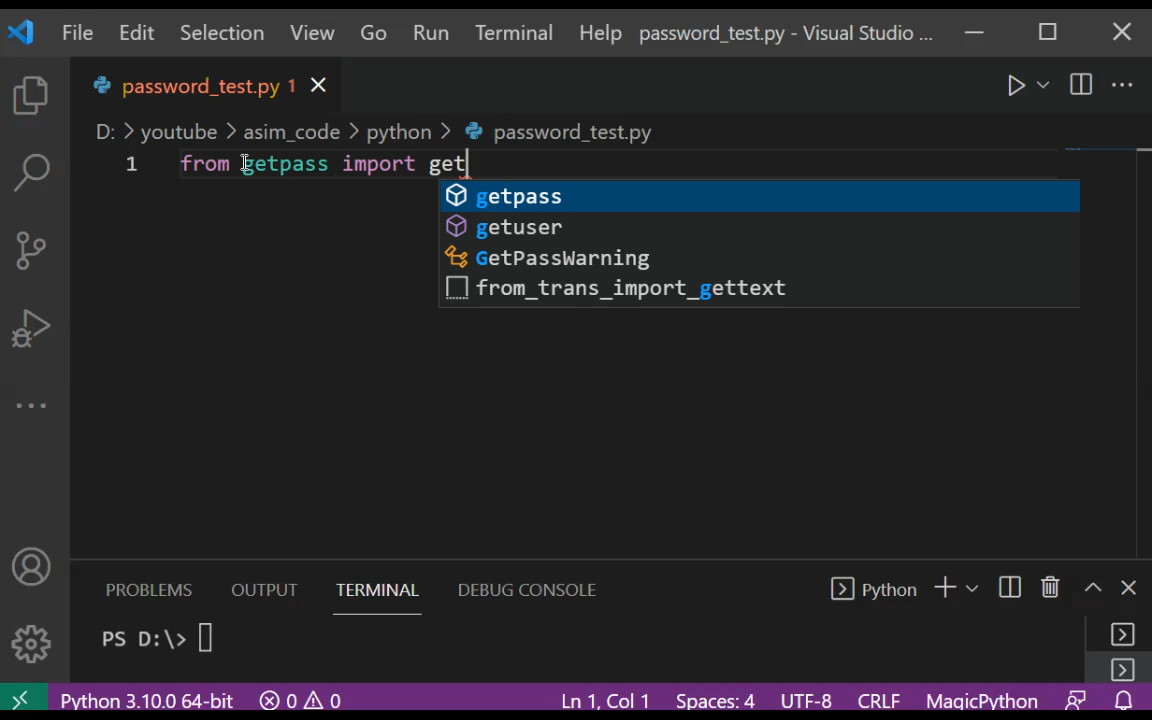 File Edit Selection View Go Run Terminal Help password_test.py - Visual Studio ...
password_test.py 1
D: > youtube > asim_code > python > password_test.py
1 from getpass import get
getpass
getuser
GetPassWarning
from_trans_import_gettext
PROBLEMS OUTPUT TERMINAL DEBUG CONSOLE Python
PS D:\>
Python 3.10.0 64-bit 0 0 Ln 1, Col 1 Spaces: 4 UTF-8 CRLF MagicPython